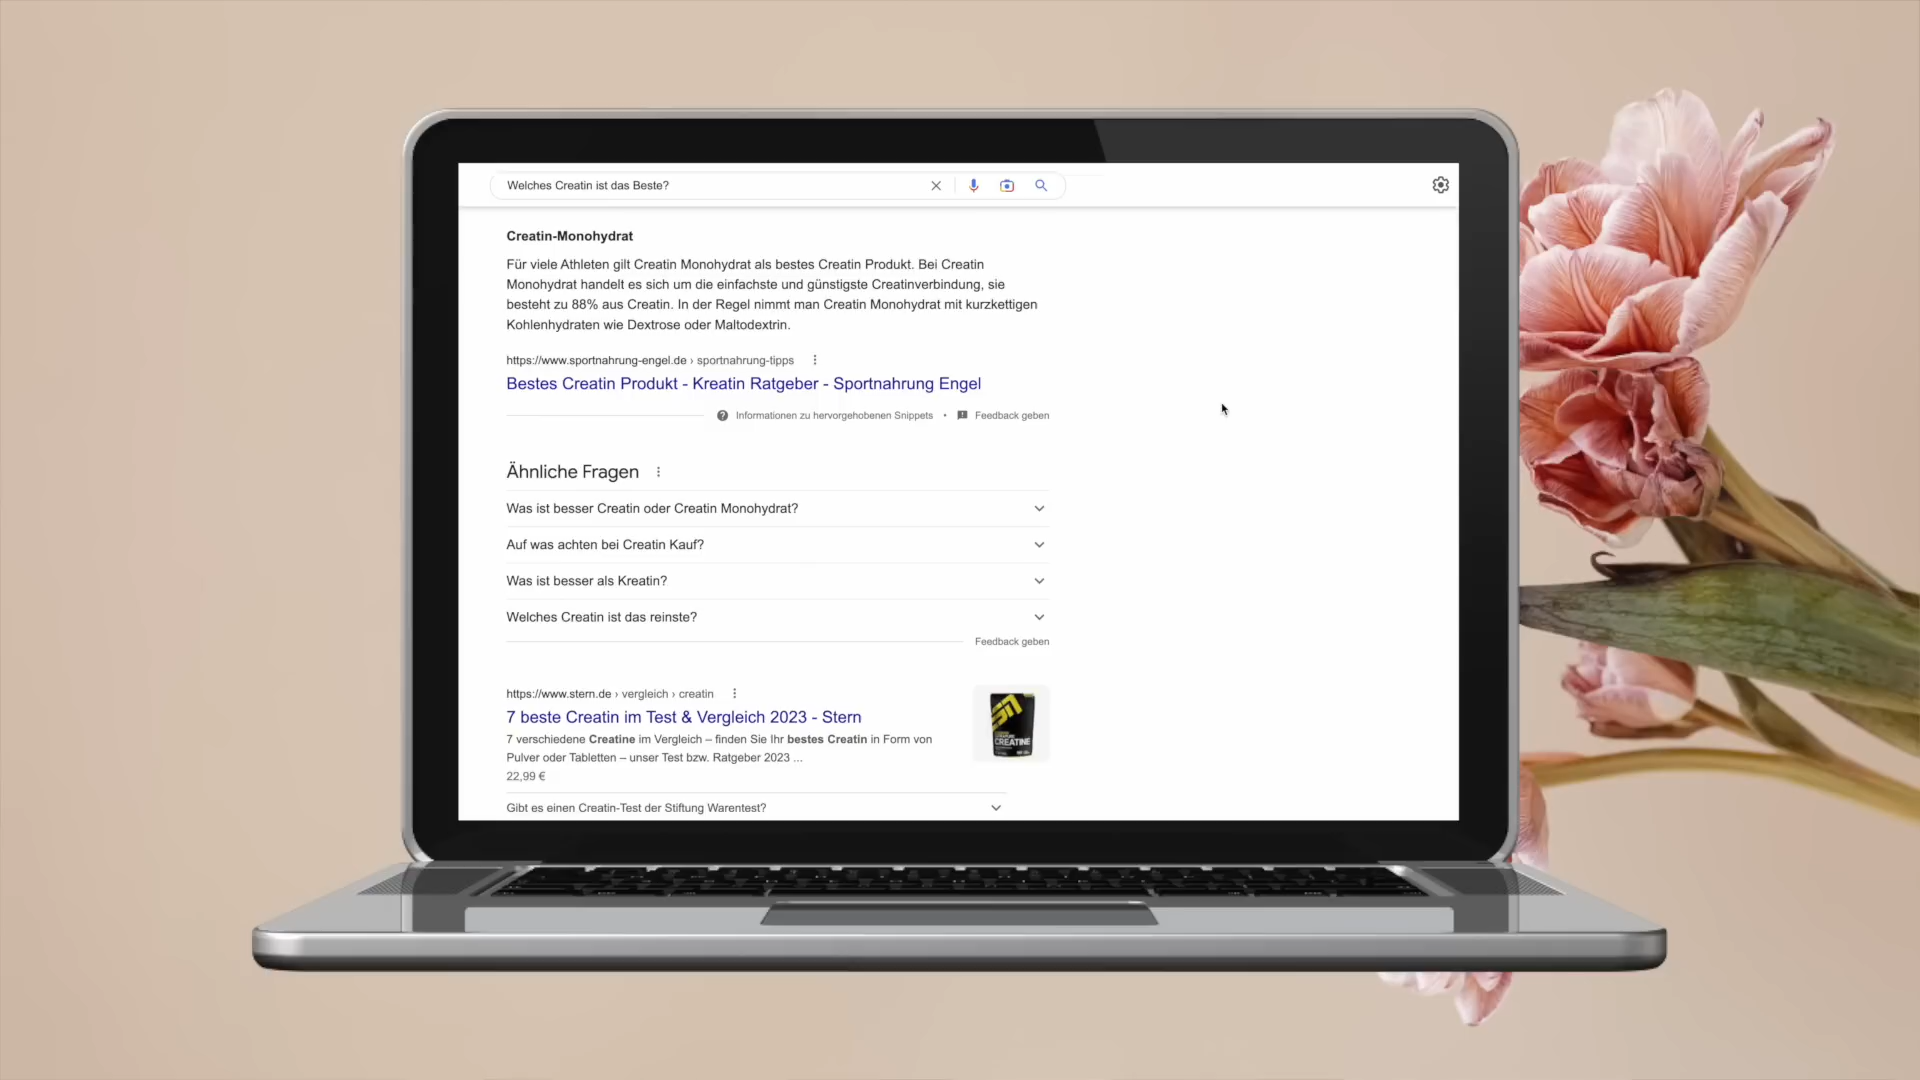 Welches Creatin ist das Beste?
Creatin-Monohydrat
Für viele Athleten gilt Creatin Monohydrat als bestes Creatin Produkt. Bei Creatin
Monohydrat handelt es sich um die einfachste und günstigste Creatinverbindung, sie
besteht zu 88% aus Creatin. In der Regel nimmt man Creatin Monohydrat mit kurzkettigen
Kohlenhydraten wie Dextrose oder Maltodextrin.
https://www.sportnahrung-engel.de › sportnahrung-tipps
Bestes Creatin Produkt - Kreatin Ratgeber - Sportnahrung Engel
Informationen zu hervorgehobenen Snippets • Feedback geben
Ähnliche Fragen
Was ist besser Creatin oder Creatin Monohydrat?
Auf was achten bei Creatin Kauf?
Was ist besser als Kreatin?
Welches Creatin ist das reinste?
Feedback geben
https://www.stern.de › vergleich › creatin
7 beste Creatin im Test & Vergleich 2023 - Stern
7 verschiedene Creatine im Vergleich – finden Sie Ihr bestes Creatin in Form von
Pulver oder Tabletten – unser Test bzw. Ratgeber 2023 ...
22,99 €
CREATINE
Gibt es einen Creatin-Test der Stiftung Warentest?